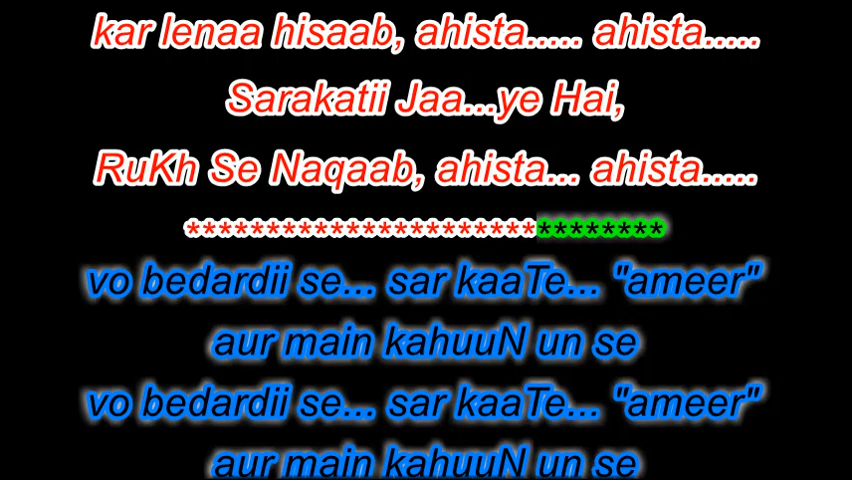 kar lenaa hisaab, ahista..... ahista.....
Sarakatii Jaa...ye Hai,
RuKh Se Naqaab, ahista... ahista.....
******************************
vo bedardii se... sar kaaTe... "ameer"
aur main kahuuN un se
vo bedardii se... sar kaaTe... "ameer"
aur main kahuuN un se